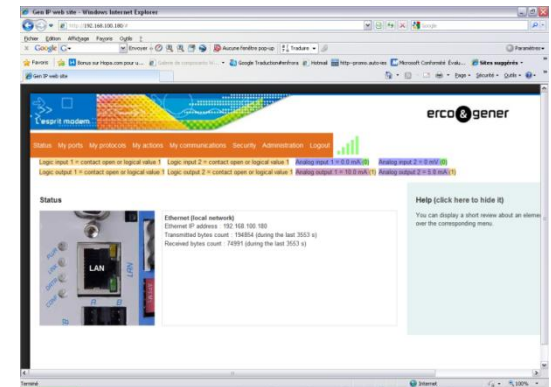 Gen IP web site - Windows Internet Explorer
http://192.168.100.180/#
Google
Fichier Edition Affichage Favoris Outils ?
Google Envoyer Aucune fenêtre pop-up Traduire Paramètres
Favoris Google Traduction Hotmail Sites suggérés
Gen IP web site Page Sécurité Outils
L'esprit modem
erco&gener
Status My ports My protocols My actions My communications Security Administration Logout
Logic input 1 = contact open or logical value 1 Logic input 2 = contact open or logical value 1 Analog input 1 = 0.0 mA (0) Analog input 2 = 0 mV (0)
Logic output 1 = contact open or logical value 1 Logic output 2 = contact open or logical value 1 Analog output 1 = 10.0 mA (1) Analog output 2 = 5.0 mA (1)
Status
Help (click here to hide it)
Ethernet (local network)
Ethernet IP address : 192.168.100.180
Transmitted bytes count : 194854 (during the last 3553 s)
Received bytes count : 74991 (during the last 3553 s)
You can display a short review about an eleme
over the corresponding menu.
LAN
LAN
A B
Terminé
Internet
100%